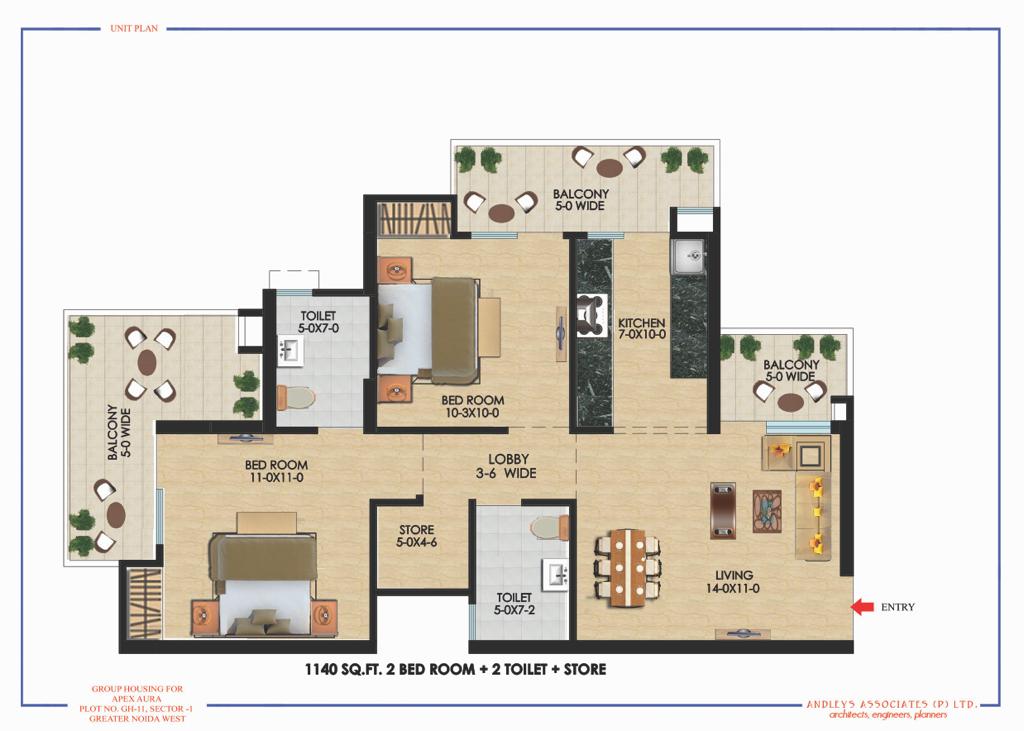 UNIT PLAN
BALCONY
5-0 WIDE
TOILET
5-0X7-0
KITCHEN
7-0X10-0
BALCONY
5-0 WIDE
BED ROOM
10-3X10-0
BALCONY
5-0 WIDE
BED ROOM
11-0X11-0
LOBBY
3-6 WIDE
STORE
5-0X4-6
LIVING
14-0X11-0
TOILET
5-0X7-2
ENTRY
1140 SQ.FT. 2 BED ROOM + 2 TOILET + STORE
GROUP HOUSING FOR
APEX AURA
PLOT NO. GH-11, SECTOR -1
GREATER NOIDA WEST
ANDLEYS ASSOCIATES (P) LTD.
architects, engineers, planners